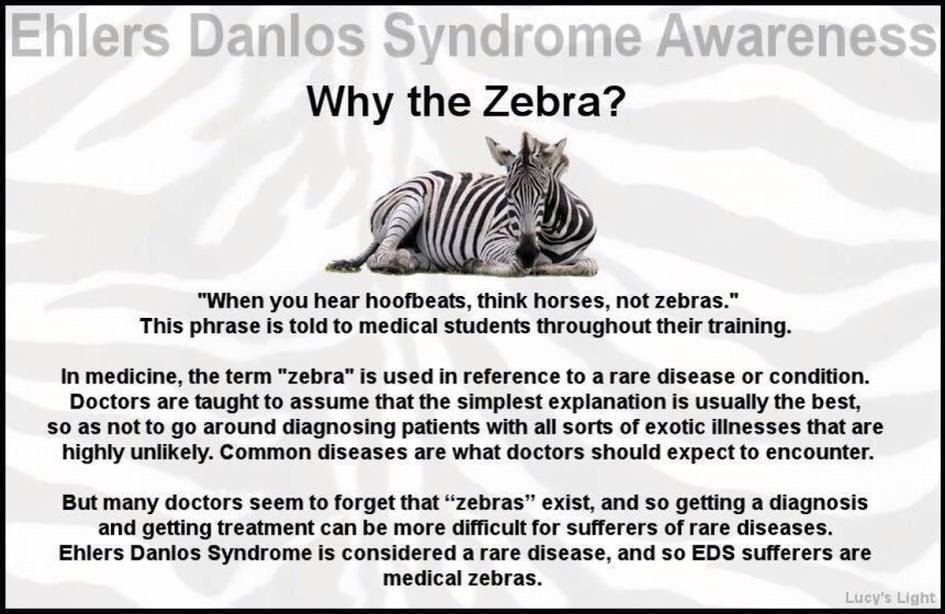 Ehlers Danlos Syndrome Awareness
Why the Zebra?
"When you hear hoofbeats, think horses, not zebras."
This phrase is told to medical students throughout their training.
In medicine, the term "zebra" is used in reference to a rare disease or condition.
Doctors are taught to assume that the simplest explanation is usually the best,
so as not to go around diagnosing patients with all sorts of exotic illnesses that are
highly unlikely. Common diseases are what doctors should expect to encounter.
But many doctors seem to forget that “zebras” exist, and so getting a diagnosis
and getting treatment can be more difficult for sufferers of rare diseases.
Ehlers Danlos Syndrome is considered a rare disease, and so EDS sufferers are
medical zebras.
Lucy's Light